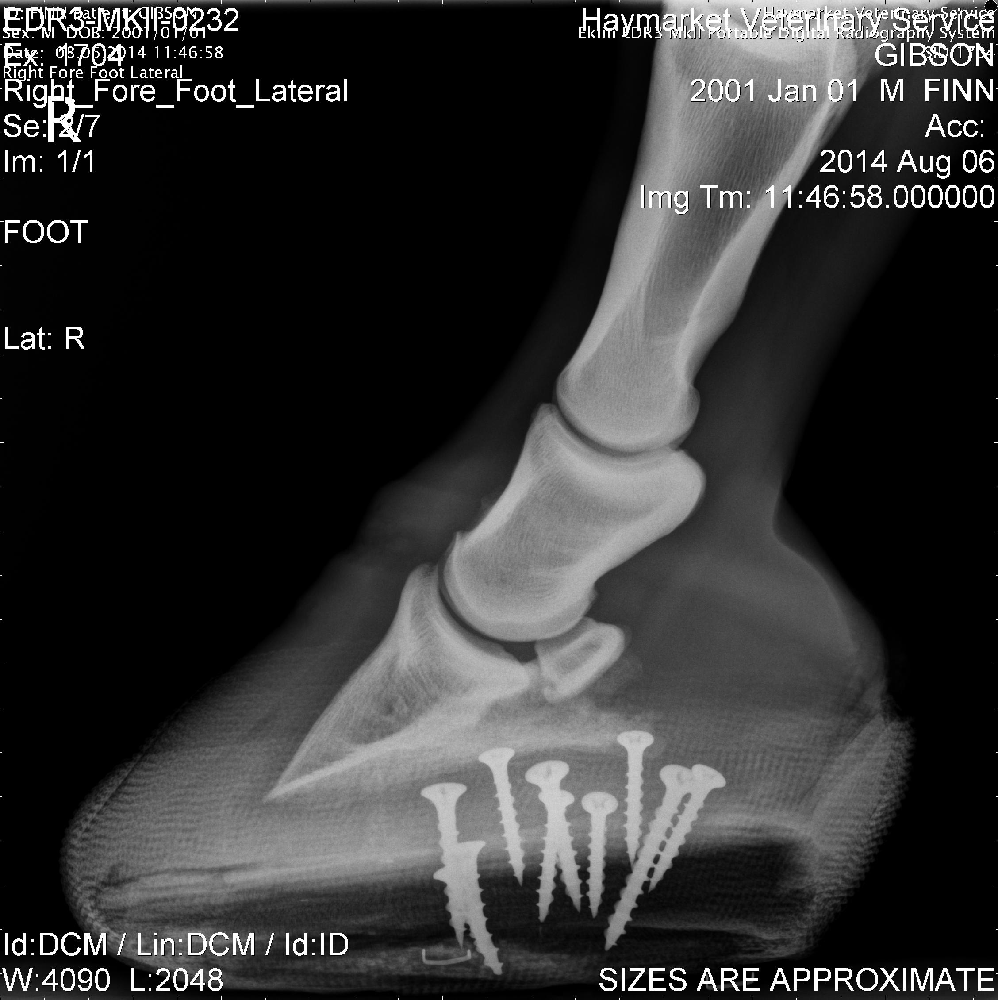 ID: FINN Patient: GIBSON
EDR3-MKII-0232
Sex: M DOB: 2001/01/01
Ex: 1704
Date: 08.06.2014 11:46:58
Right Fore Foot Lateral
Right_Fore_Foot_Lateral
R
Se: 2/7
Im: 1/1
FOOT
Lat: R
Haymarket Veterinary Service
Haymarket Veterinary Service
Eklin EDR3 MkII Portable Digital Radiography System
GIBSON
2001 Jan 01 M FINN
Acc:
2014 Aug 06
Img Tm: 11:46:58.000000
Id:DCM / Lin:DCM / Id:ID
W:4090 L:2048
SIZES ARE APPROXIMATE